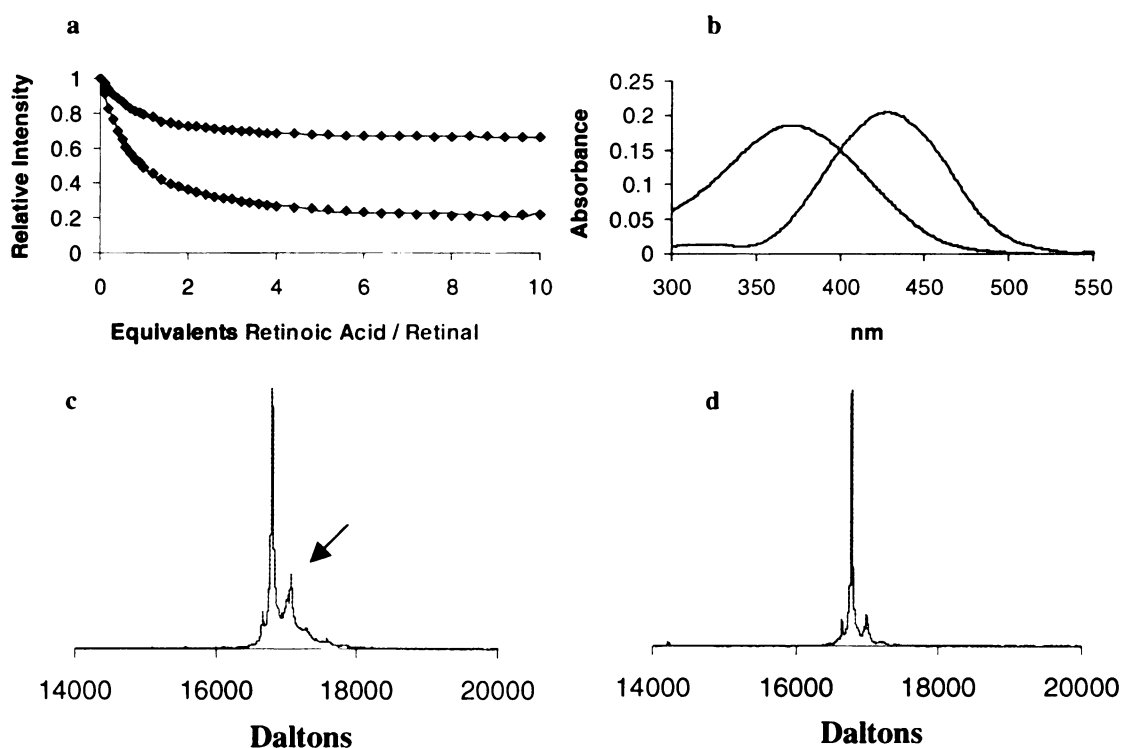 a
Relative Intensity
1
0.8
0.6
0.4
0.2
0
0 2 4 6 8 10
Equivalents Retinoic Acid / Retinal
b
Absorbance
0.25
0.2
0.15
0.1
0.05
0
300 350 400 450 500 550
nm
c
14000 16000 18000 20000
Daltons
d
14000 16000 18000 20000
Daltons